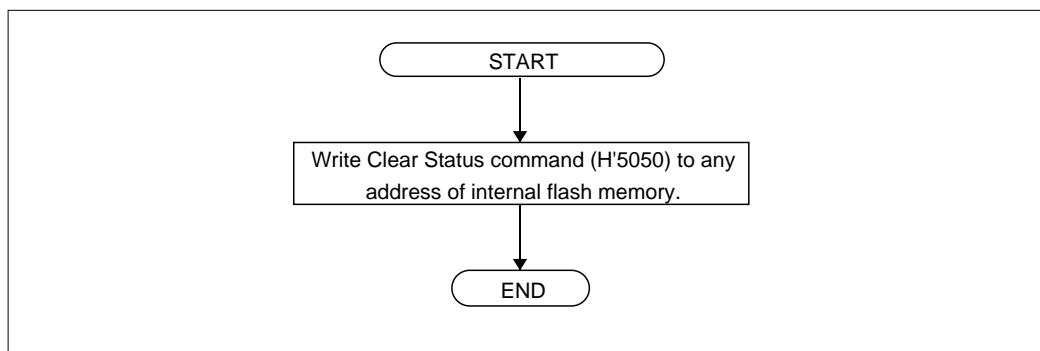 START
Write Clear Status command (H'5050) to any
address of internal flash memory.
END